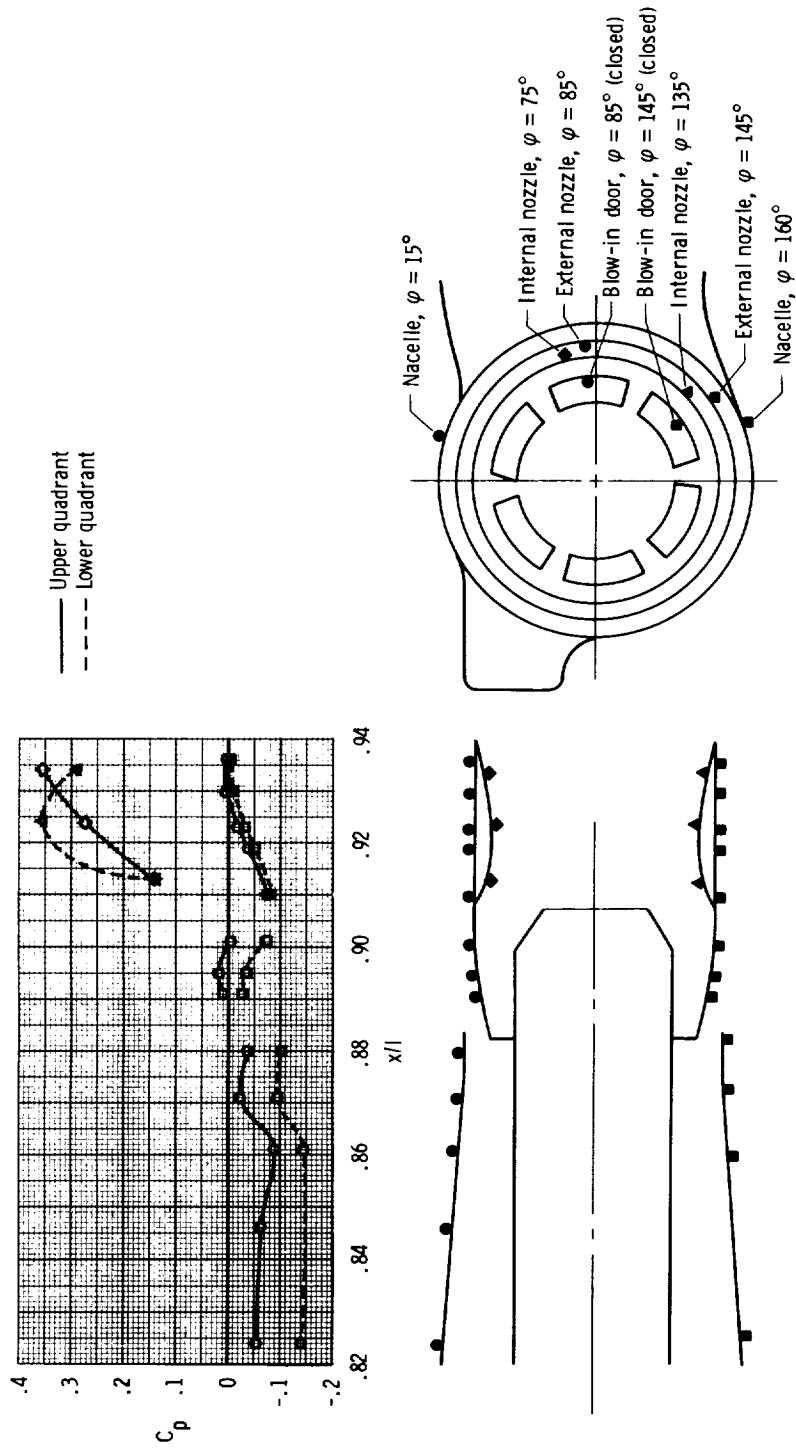 Upper quadrant
Lower quadrant
.4
.3
.2
.1
0
-.1
-.2
Cp
.82
.84
.86
.88
.90
.92
.94
x/l
Nacelle, φ = 15°
Internal nozzle, φ = 75°
External nozzle, φ = 85°
Blow-in door, φ = 85° (closed)
Blow-in door, φ = 145° (closed)
Internal nozzle, φ = 135°
External nozzle, φ = 145°
Nacelle, φ = 160°